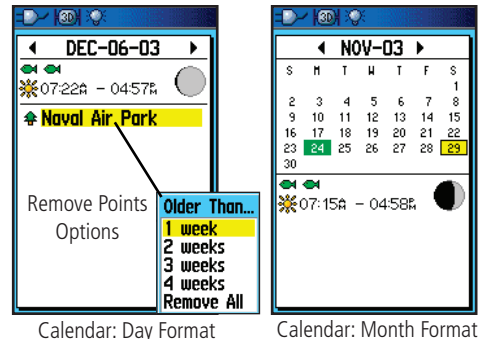 3D
DEC-06-03
07:22A - 04:57P
Naval Air Park
Remove Points
Options
Older Than...
1 week
2 weeks
3 weeks
4 weeks
Remove All
Calendar: Day Format
3D
NOV-03
S M T W T F S
1
2 3 4 5 6 7 8
9 10 11 12 13 14 15
16 17 18 19 20 21 22
23 24 25 26 27 28 29
30
07:15A - 04:58P
Calendar: Month Format